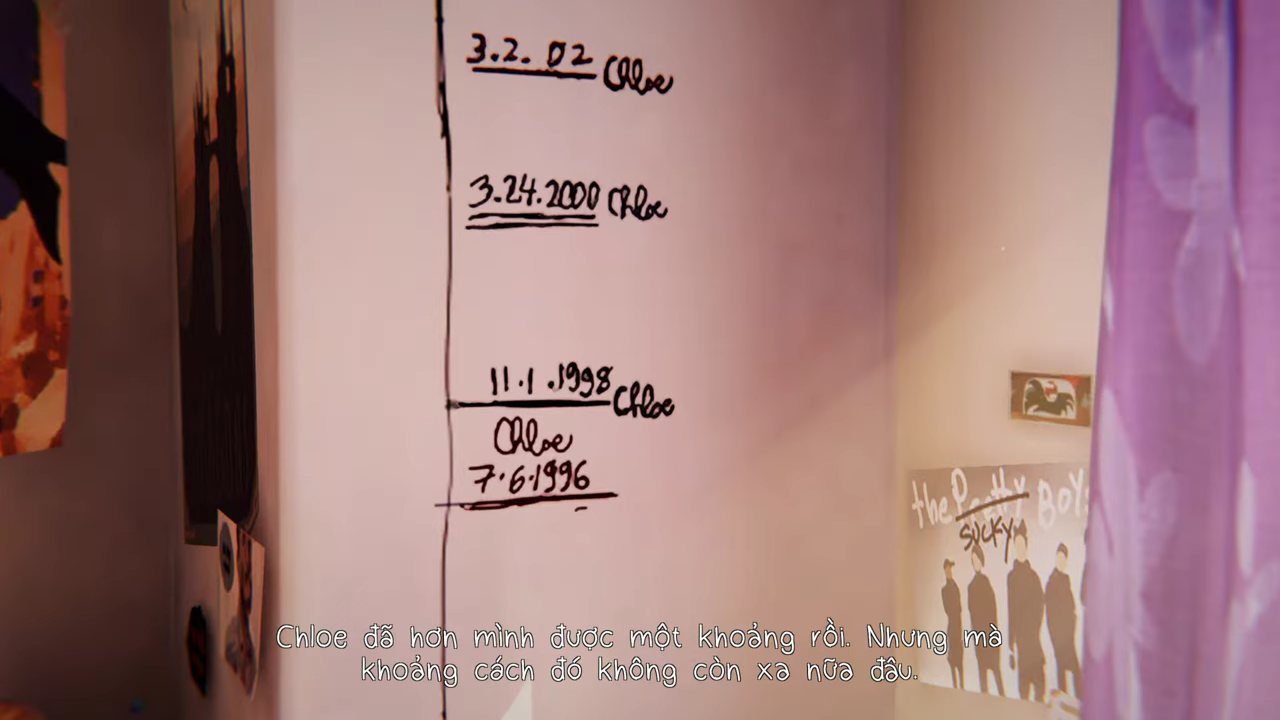 3.2. 02 Chloe
3.24.2000 Chloe
11.1.1998 Chloe
Chloe
7.6.1996
the Pretty BOY
SUCKY
Chloe đã hơn mình được một khoảng rồi. Nhưng mà
khoảng cách đó không còn xa nữa đâu.